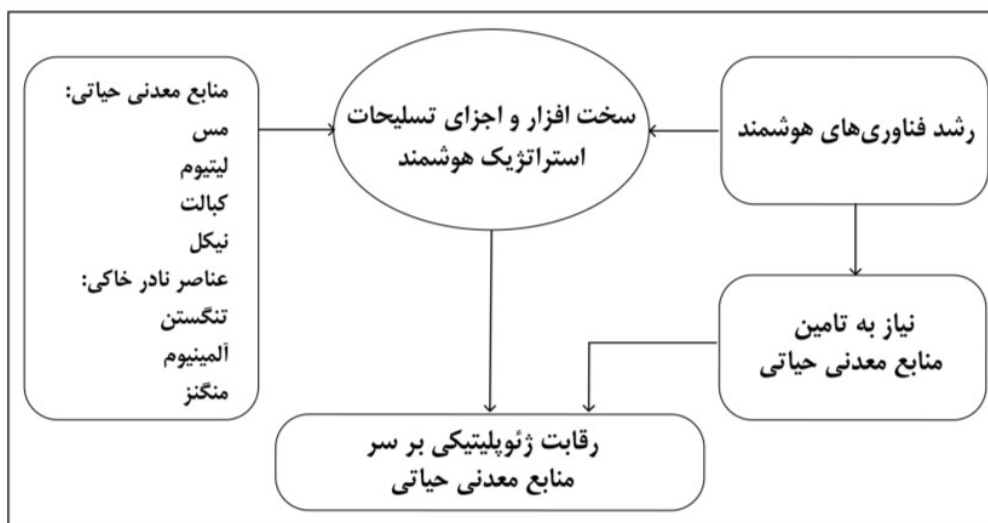 رشد فناوری‌های هوشمند
سخت افزار و اجزای تسلیحات
استراتژیک هوشمند
منابع معدنی حیاتی:
مس
لیتیوم
کبالت
نیکل
عناصر نادر خاکی:
تنگستن
آلمینیوم
منگنز
نیاز به تامین
منابع معدنی حیاتی
رقابت ژئوپلیتیکی بر سر
منابع معدنی حیاتی